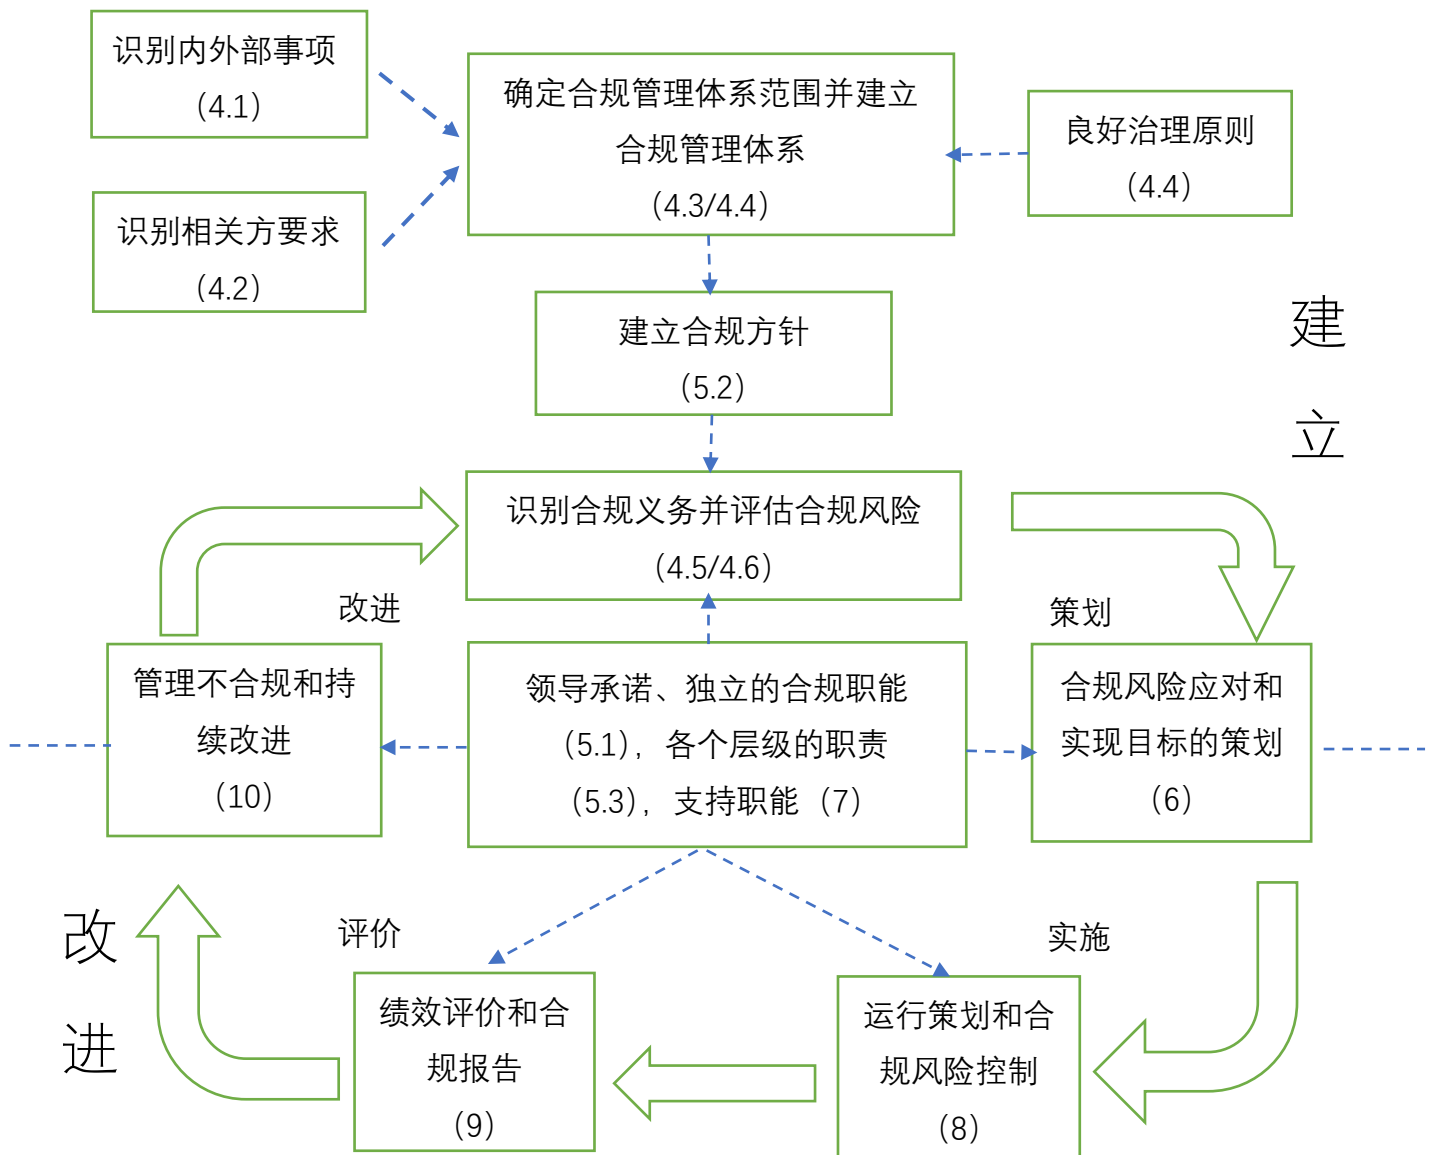 识别内外部事项
（4.1）
确定合规管理体系范围并建立
合规管理体系
（4.3/4.4）
良好治理原则
（4.4）
识别相关方要求
（4.2）
建立合规方针
（5.2）
建
立
识别合规义务并评估合规风险
（4.5/4.6）
改进
策划
管理不合规和持
续改进
（10）
领导承诺、独立的合规职能
（5.1），各个层级的职责
（5.3），支持职能（7）
合规风险应对和
实现目标的策划
（6）
改
进
评价
实施
绩效评价和合
规报告
（9）
运行策划和合
规风险控制
（8）